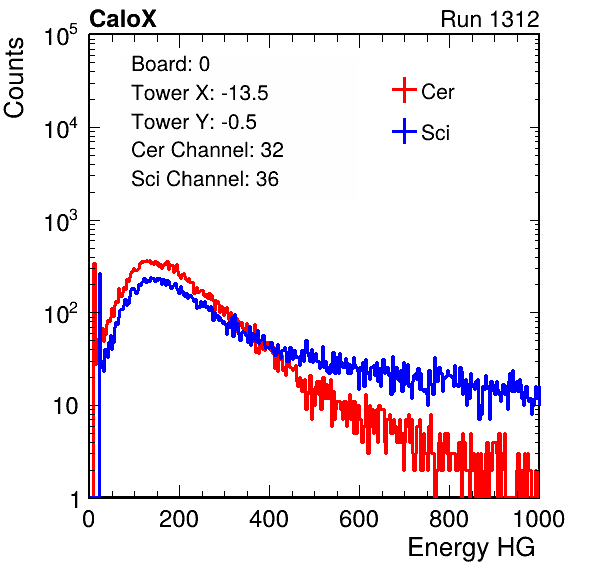 CaloX Run 1312
Counts
Board: 0
Tower X: -13.5
Tower Y: -0.5
Cer Channel: 32
Sci Channel: 36
Cer
Sci
10^5
10^4
10^3
10^2
10
1
0 200 400 600 800 1000
Energy HG